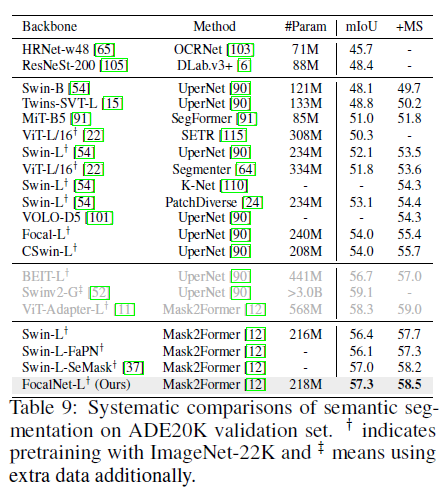 Backbone Method #Param mIoU +MS
HRNet-w48 [65] OCRNet [103] 71M 45.7 -
ResNeSt-200 [105] DLab.v3+ [6] 88M 48.4 -
Swin-B [54] UperNet [90] 121M 48.1 49.7
Twins-SVT-L [15] UperNet [90] 133M 48.8 50.2
MiT-B5 [91] SegFormer [91] 85M 51.0 51.8
ViT-L/16† [22] SETR [115] 308M 50.3 -
Swin-L† [54] UperNet [90] 234M 52.1 53.5
ViT-L/16† [22] Segmenter [64] 334M 51.8 53.6
Swin-L† [54] K-Net [110] - - 54.3
Swin-L† [54] PatchDiverse [24] 234M 53.1 54.4
VOLO-D5 [101] UperNet [90] - - 54.3
Focal-L† UperNet [90] 240M 54.0 55.4
CSwin-L† UperNet [90] 208M 54.0 55.7
BEIT-L† UperNet [90] 441M 56.7 57.0
Swinv2-G‡ [52] UperNet [90] >3.0B 59.1 -
ViT-Adapter-L† [11] Mask2Former [12] 568M 58.3 59.0
Swin-L† Mask2Former [12] 216M 56.4 57.7
Swin-L-FaPN† Mask2Former [12] - 56.1 57.3
Swin-L-SeMask† [37] Mask2Former [12] - 57.0 58.2
FocalNet-L† (Ours) Mask2Former [12] 218M 57.3 58.5
Table 9: Systematic comparisons of semantic seg-
mentation on ADE20K validation set. † indicates
pretraining with ImageNet-22K and ‡ means using
extra data additionally.